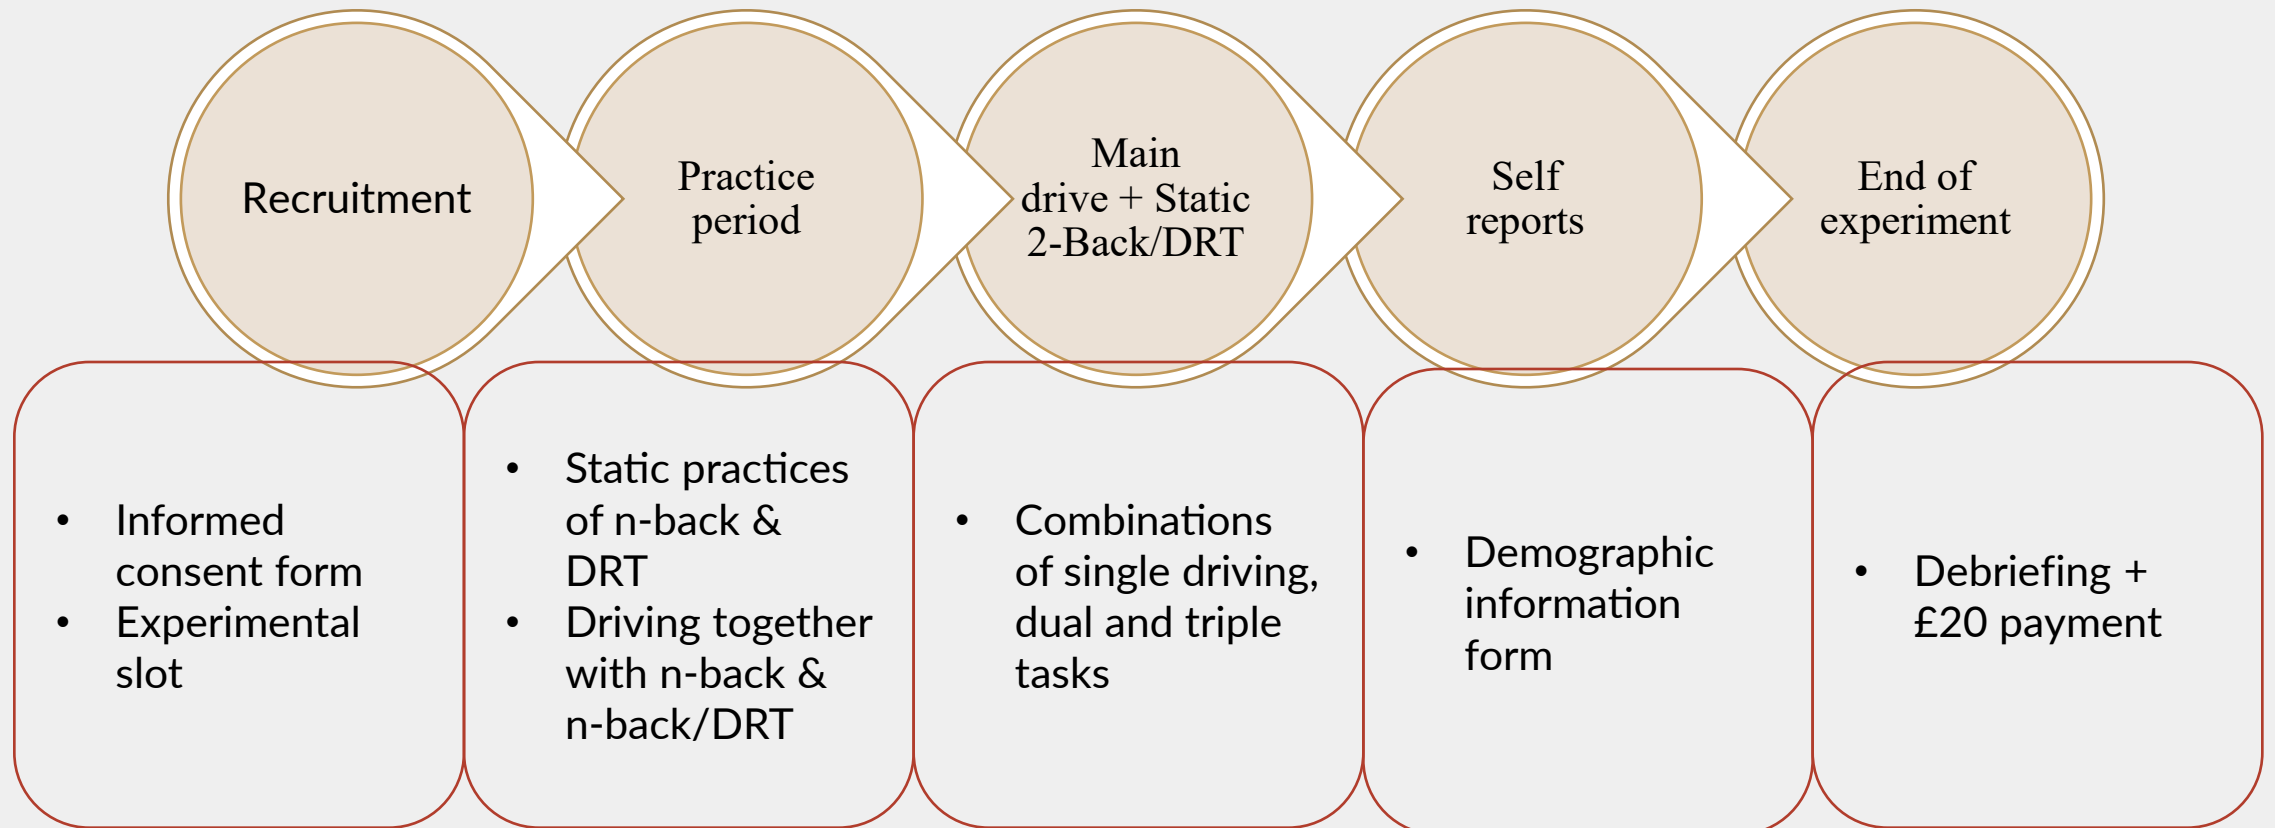 Recruitment
Practice
period
Main
drive + Static
2-Back/DRT
Self
reports
End of
experiment
• Informed
consent form
• Experimental
slot
• Static practices
of n-back &
DRT
• Driving together
with n-back &
n-back/DRT
• Combinations
of single driving,
dual and triple
tasks
• Demographic
information
form
• Debriefing +
£20 payment